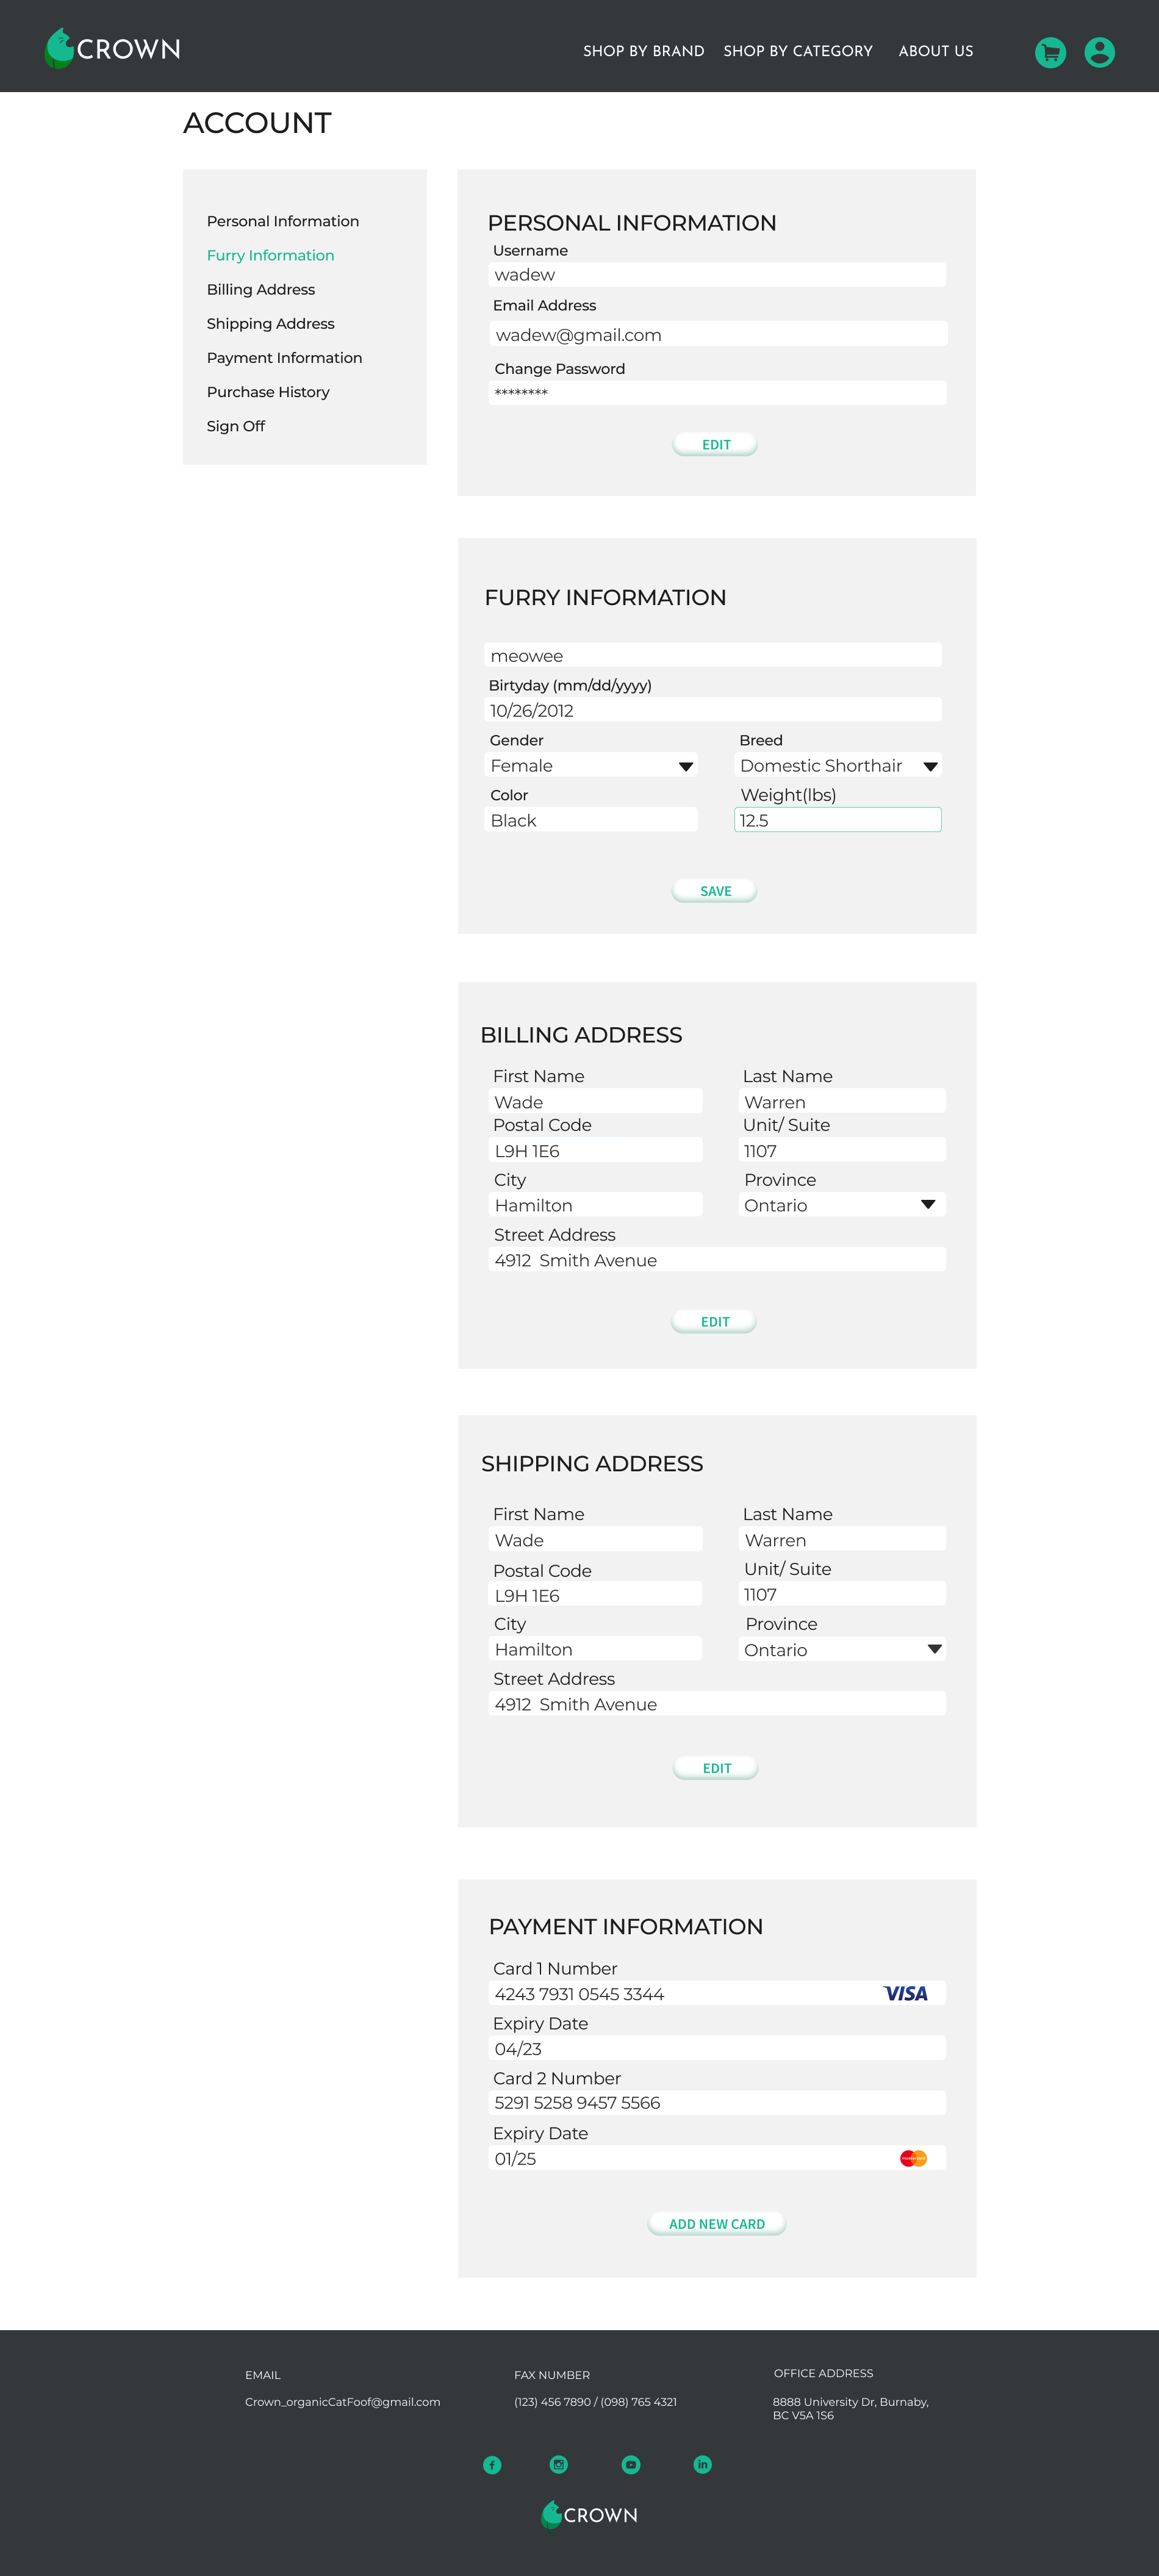 CROWN
SHOP BY BRAND
SHOP BY CATEGORY
ABOUT US
ACCOUNT
Personal Information
Furry Information
Billing Address
Shipping Address
Payment Information
Purchase History
Sign Off
PERSONAL INFORMATION
Username
wadew
Email Address
wadew@gmail.com
Change Password
********
EDIT
FURRY INFORMATION
meowee
Birtyday (mm/dd/yyyy)
10/26/2012
Gender
Breed
Female
Domestic Shorthair
Color
Weight(lbs)
Black
12.5
SAVE
BILLING ADDRESS
First Name
Last Name
Wade
Warren
Postal Code
Unit/ Suite
L9H 1E6
1107
City
Province
Hamilton
Ontario
Street Address
4912 Smith Avenue
EDIT
SHIPPING ADDRESS
First Name
Last Name
Wade
Warren
Postal Code
Unit/ Suite
L9H 1E6
1107
City
Province
Hamilton
Ontario
Street Address
4912 Smith Avenue
EDIT
PAYMENT INFORMATION
Card 1 Number
4243 7931 0545 3344
VISA
Expiry Date
04/23
Card 2 Number
5291 5258 9457 5566
Expiry Date
01/25
ADD NEW CARD
EMAIL
Crown_organicCatFoof@gmail.com
FAX NUMBER
(123) 456 7890 / (098) 765 4321
OFFICE ADDRESS
8888 University Dr, Burnaby,
BC V5A 1S6
CROWN